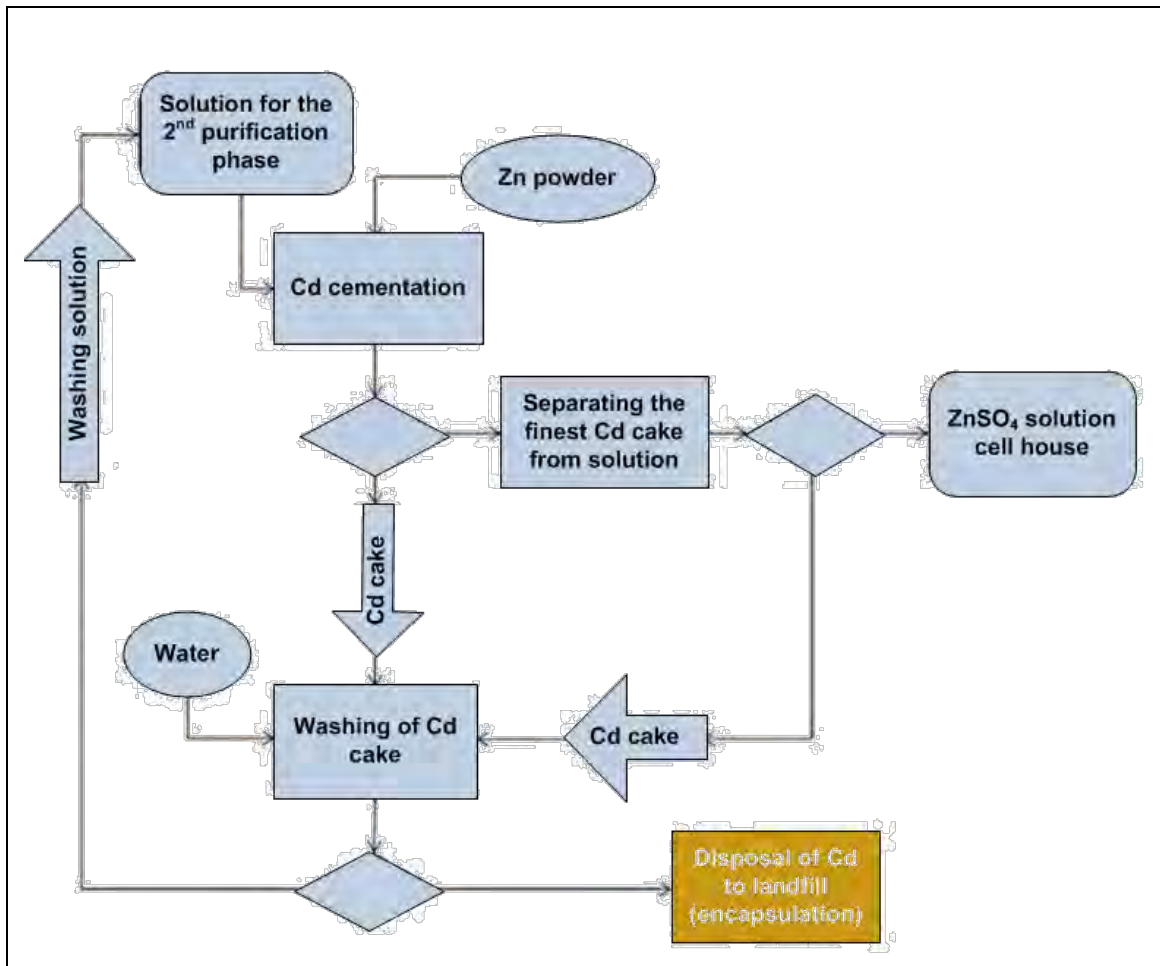 Solution for the
2nd purification
phase
Zn powder
Cd cementation
Washing solution
Separating the
finest Cd cake
from solution
ZnSO₄ solution
cell house
Cd cake
Water
Washing of Cd
cake
Cd cake
Disposal of Cd
to landfill
(encapsulation)